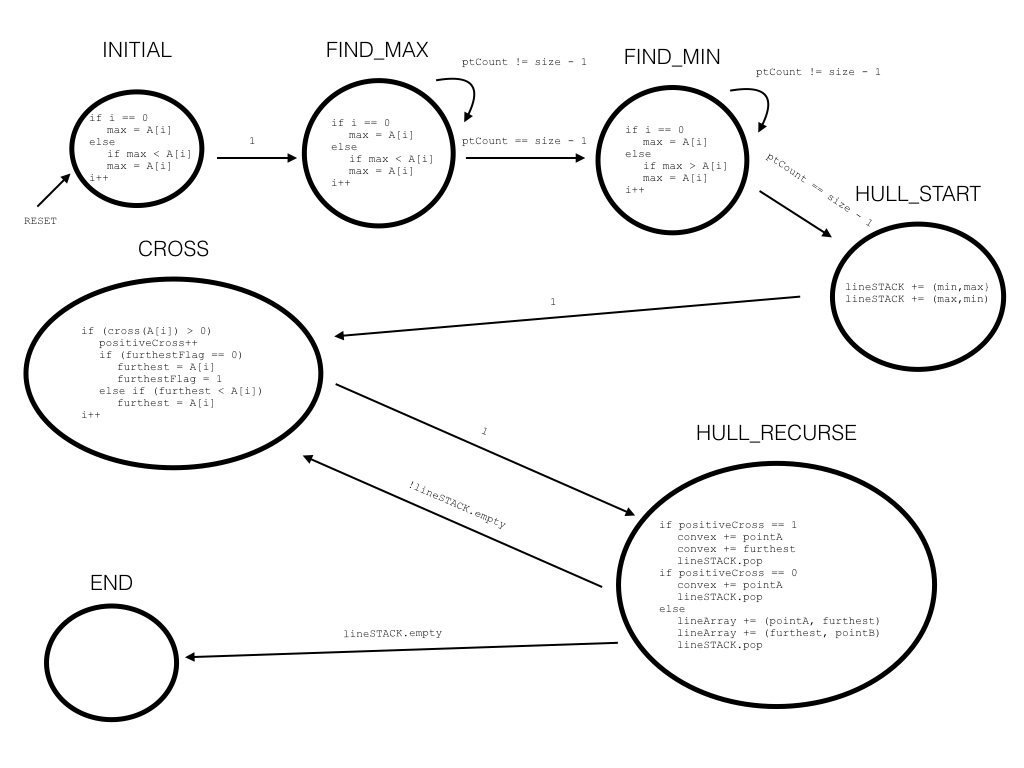 INITIAL
if i == 0
max = A[i]
else
if max < A[i]
max = A[i]
i++
RESET
1
FIND_MAX
if i == 0
max = A[i]
else
if max < A[i]
max = A[i]
i++
ptCount != size - 1
ptCount == size - 1
FIND_MIN
if i == 0
max = A[i]
else
if max > A[i]
max = A[i]
i++
ptCount != size - 1
ptCount == size - 1
HULL_START
lineSTACK += (min,max)
lineSTACK += (max,min)
1
CROSS
if (cross(A[i]) > 0)
positiveCross++
if (furthestFlag == 0)
furthest = A[i]
furthestFlag = 1
else if (furthest < A[i])
furthest = A[i]
i++
1
!lineSTACK.empty
HULL_RECURSE
if positiveCross == 1
convex += pointA
convex += furthest
lineSTACK.pop
if positiveCross == 0
convex += pointA
lineSTACK.pop
else
lineArray += (pointA, furthest)
lineArray += (furthest, pointB)
lineSTACK.pop
lineSTACK.empty
END